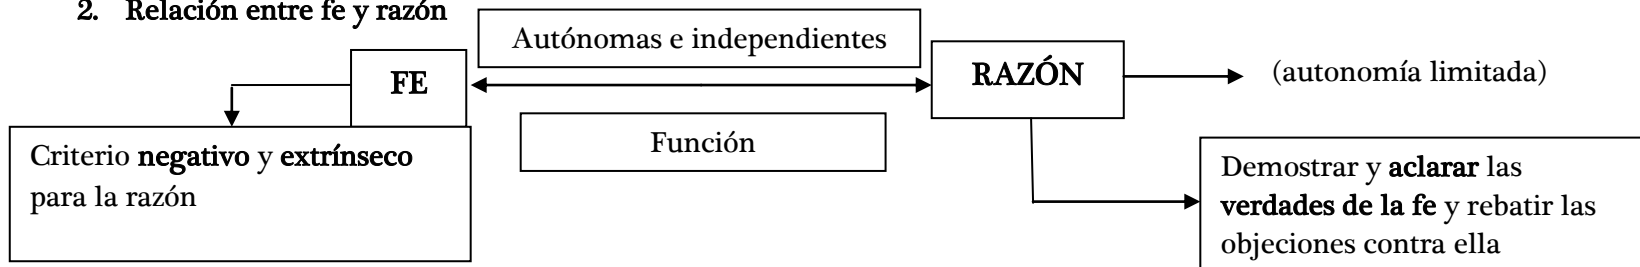 2. Relación entre fe y razón
Autónomas e independientes
FE
RAZÓN
(autonomía limitada)
Función
Criterio negativo y extrínseco
para la razón
Demostrar y aclarar las
verdades de la fe y rebatir las
objeciones contra ella